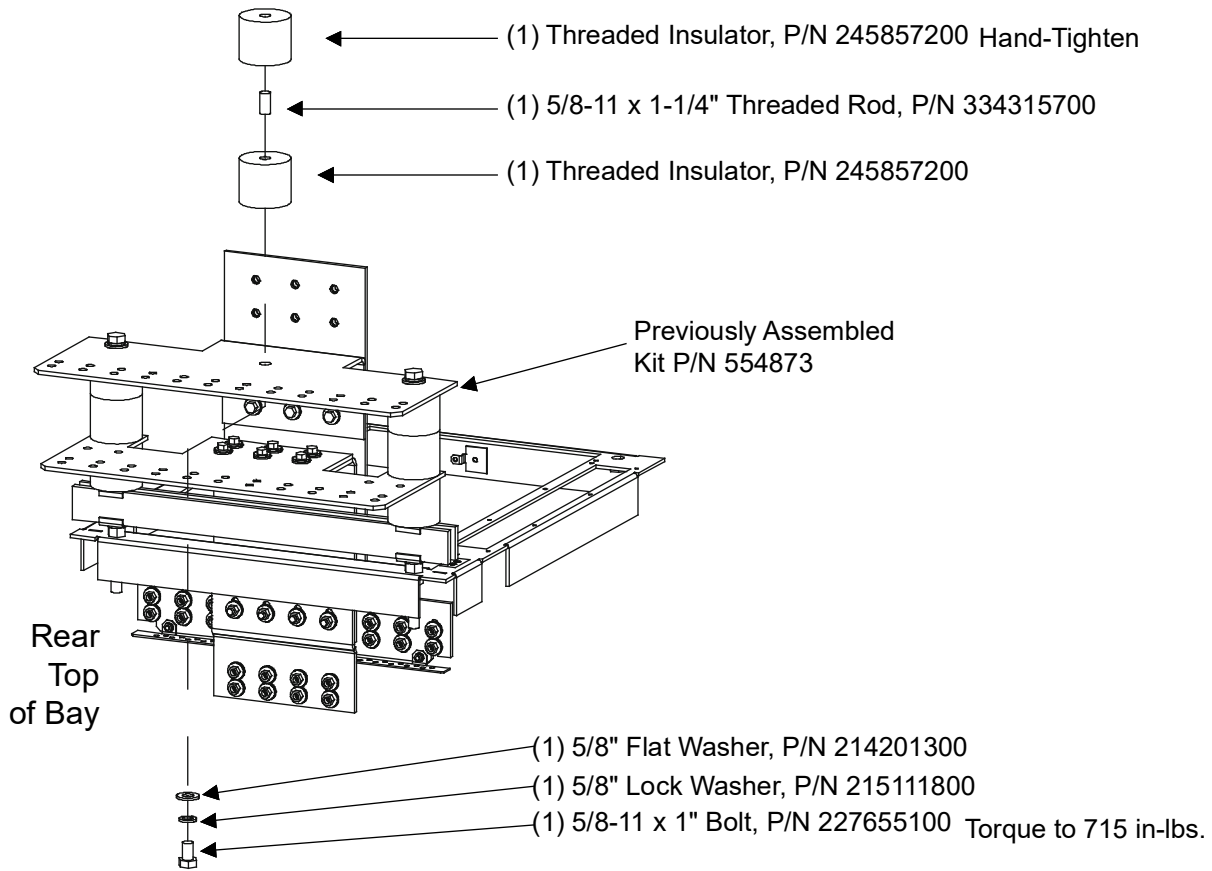 (1) Threaded Insulator, P/N 245857200 Hand-Tighten
(1) 5/8-11 x 1-1/4" Threaded Rod, P/N 334315700
(1) Threaded Insulator, P/N 245857200
Previously Assembled
Kit P/N 554873
Rear
Top
of Bay
(1) 5/8" Flat Washer, P/N 214201300
(1) 5/8" Lock Washer, P/N 215111800
(1) 5/8-11 x 1" Bolt, P/N 227655100 Torque to 715 in-lbs.